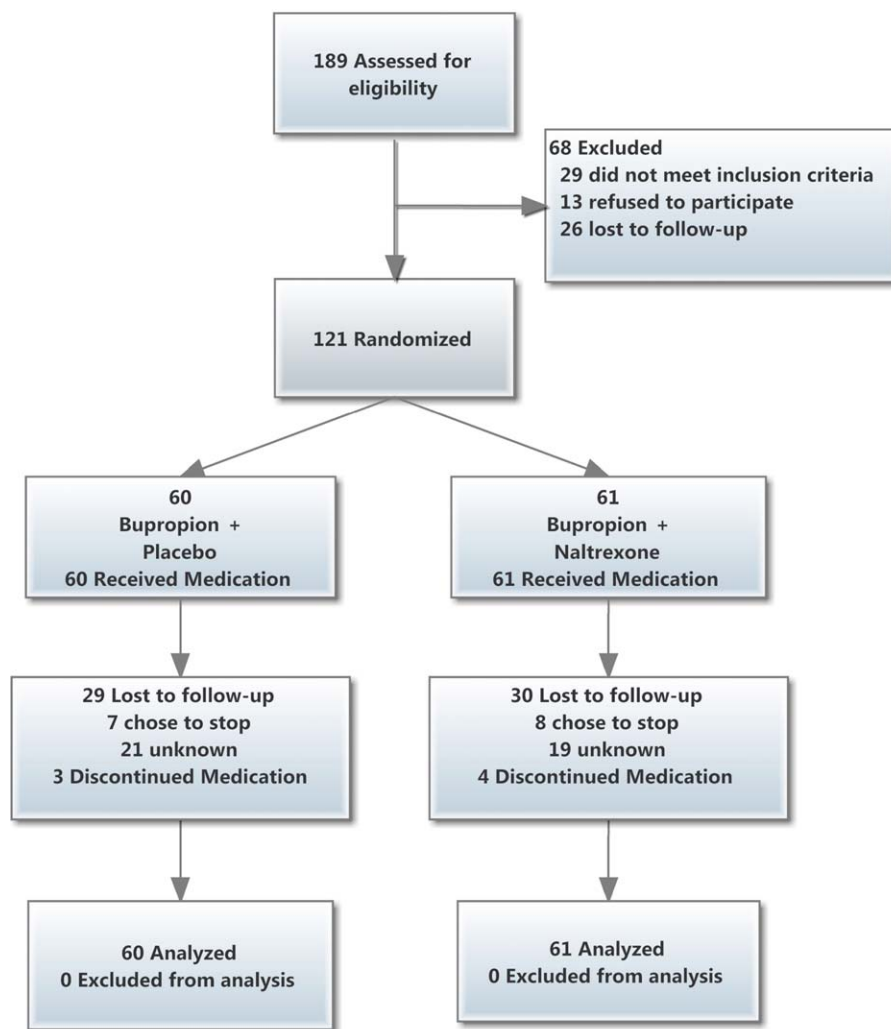 189 Assessed for
eligibility
68 Excluded
29 did not meet inclusion criteria
13 refused to participate
26 lost to follow-up
121 Randomized
60
Bupropion +
Placebo
60 Received Medication
61
Bupropion +
Naltrexone
61 Received Medication
29 Lost to follow-up
7 chose to stop
21 unknown
3 Discontinued Medication
30 Lost to follow-up
8 chose to stop
19 unknown
4 Discontinued Medication
60 Analyzed
0 Excluded from analysis
61 Analyzed
0 Excluded from analysis